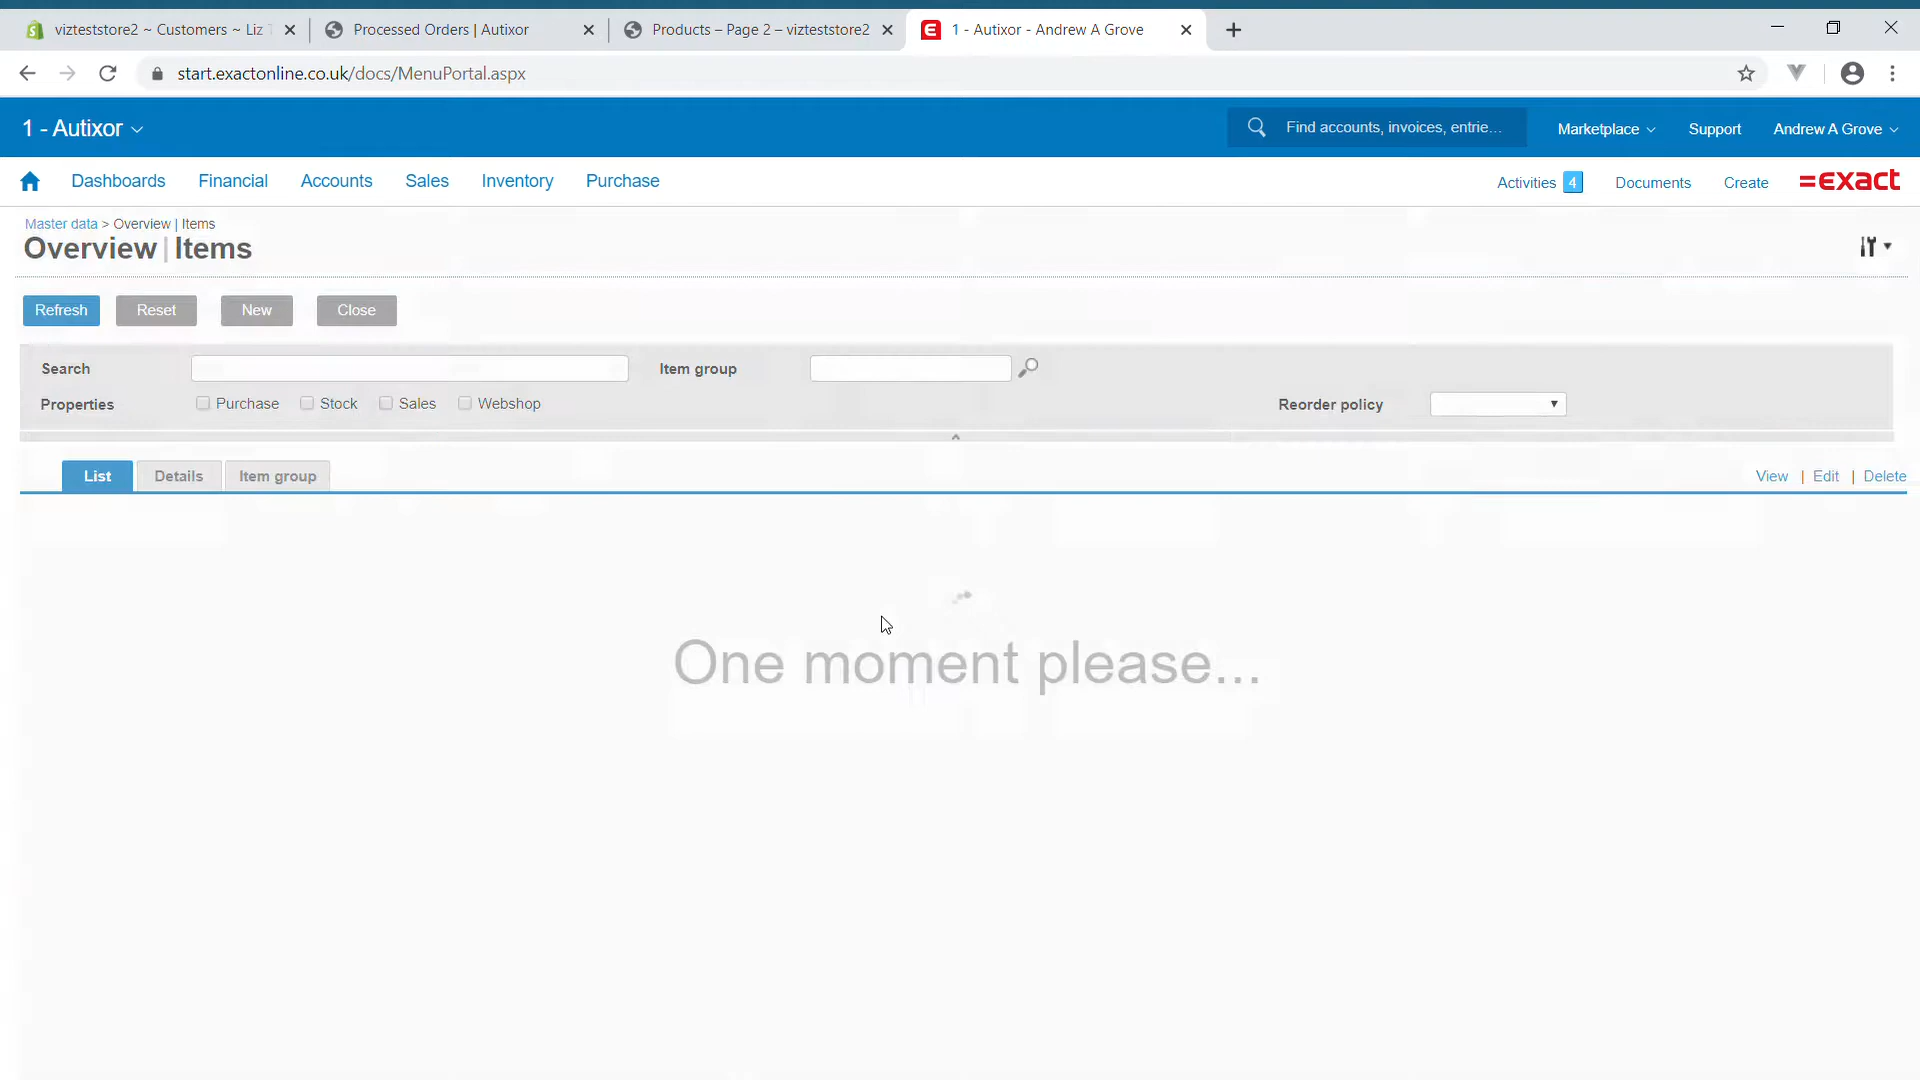 vizteststore2 ~ Customers ~ Liz T
Processed Orders | Autixor
Products – Page 2 – vizteststore2
1 - Autixor - Andrew A Grove
start.exactonline.co.uk/docs/MenuPortal.aspx
1 - Autixor
Find accounts, invoices, entrie...
Marketplace
Support
Andrew A Grove
Dashboards
Financial
Accounts
Sales
Inventory
Purchase
Activities 4
Documents
Create
=exact
Master data > Overview | Items
Overview | Items
Refresh
Reset
New
Close
Search
Item group
Properties
Purchase
Stock
Sales
Webshop
Reorder policy
List
Details
Item group
View | Edit | Delete
One moment please...